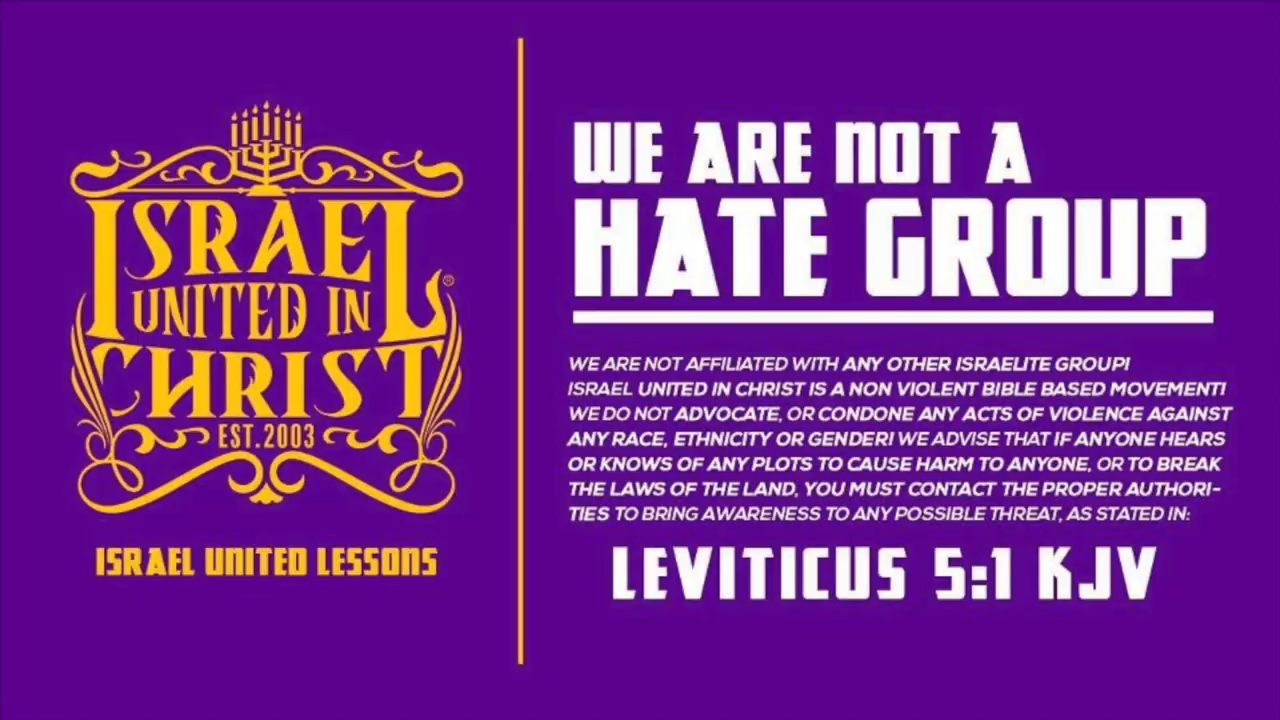 ISRAEL
UNITED IN
CHRIST
®
EST. 2003
ISRAEL UNITED LESSONS
WE ARE NOT A
HATE GROUP
WE ARE NOT AFFILIATED WITH ANY OTHER ISRAELITE GROUP!
ISRAEL UNITED IN CHRIST IS A NON VIOLENT BIBLE BASED MOVEMENT!
WE DO NOT ADVOCATE, OR CONDONE ANY ACTS OF VIOLENCE AGAINST
ANY RACE, ETHNICITY OR GENDER! WE ADVISE THAT IF ANYONE HEARS
OR KNOWS OF ANY PLOTS TO CAUSE HARM TO ANYONE, OR TO BREAK
THE LAWS OF THE LAND, YOU MUST CONTACT THE PROPER AUTHORI-
TIES TO BRING AWARENESS TO ANY POSSIBLE THREAT, AS STATED IN:
LEVITICUS 5:1 KJV